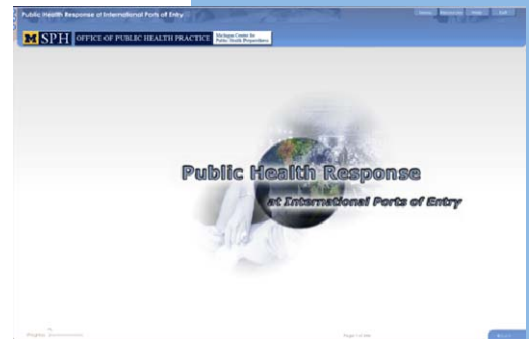 Public Health Response at International Ports of Entry
Home Resources Help Exit
M SPH OFFICE OF PUBLIC HEALTH PRACTICE Michigan Center for
Public Health Preparedness
Public Health Response
at International Ports of Entry